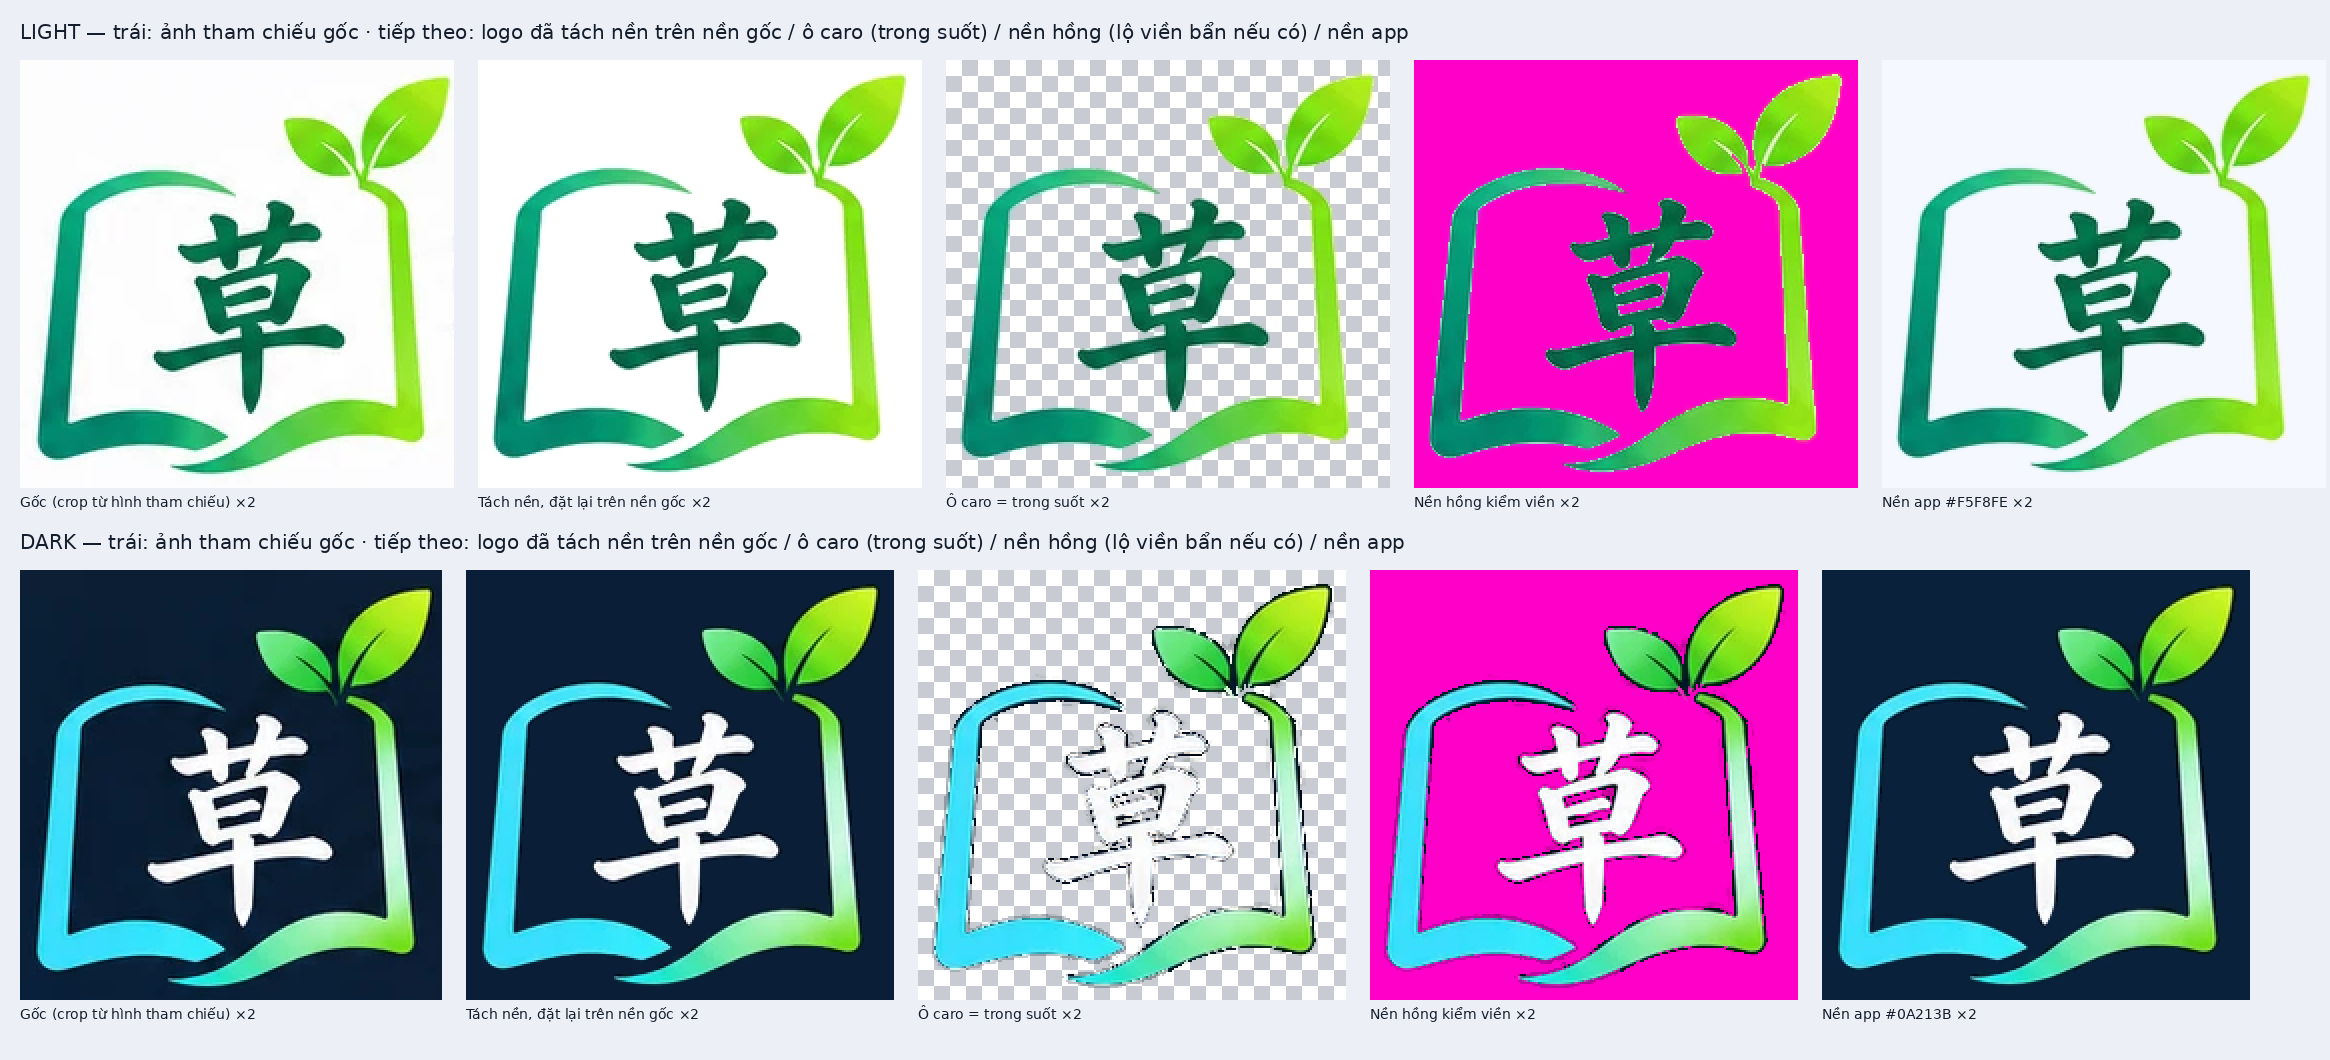 LIGHT — trái: ảnh tham chiếu gốc · tiếp theo: logo đã tách nền trên nền gốc / ô caro (trong suốt) / nền hồng (lộ viền bẩn nếu có) / nền app
草
草
草
草
草
Gốc (crop từ hình tham chiếu) ×2
Tách nền, đặt lại trên nền gốc ×2
Ô caro = trong suốt ×2
Nền hồng kiểm viền ×2
Nền app #F5F8FE ×2
DARK — trái: ảnh tham chiếu gốc · tiếp theo: logo đã tách nền trên nền gốc / ô caro (trong suốt) / nền hồng (lộ viền bẩn nếu có) / nền app
草
草
草
草
草
Gốc (crop từ hình tham chiếu) ×2
Tách nền, đặt lại trên nền gốc ×2
Ô caro = trong suốt ×2
Nền hồng kiểm viền ×2
Nền app #0A213B ×2